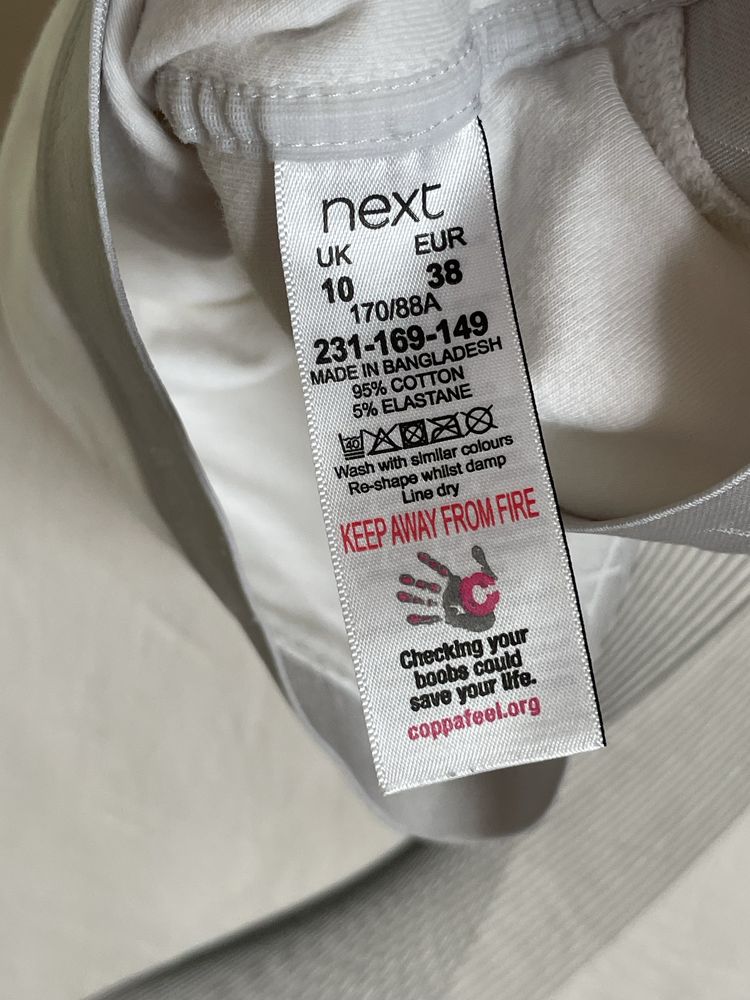 next
UK EUR
10 38
170/88A
231-169-149
MADE IN BANGLADESH
95% COTTON
5% ELASTANE
40
Wash with similar colours
Re-shape whilst damp
Line dry
KEEP AWAY FROM FIRE
C
Checking your
boobs could
save your life.
coppafeel.org